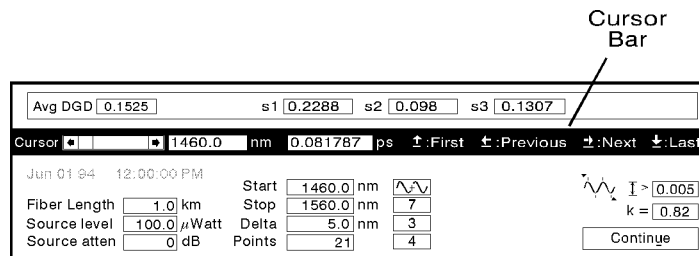 Cursor
Bar
Avg DGD 0.1525 s1 0.2288 s2 0.098 s3 0.1307
Cursor 1460.0 nm 0.081787 ps ↥:First ↥:Previous ↥:Next ↧:Last
Jun 01 94 12:00:00 PM
Start 1460.0 nm
Fiber Length 1.0 km Stop 1560.0 nm 7
Source level 100.0 µWatt Delta 5.0 nm 3
Source atten 0 dB Points 21 4
> 0.005
k = 0.82
Continue